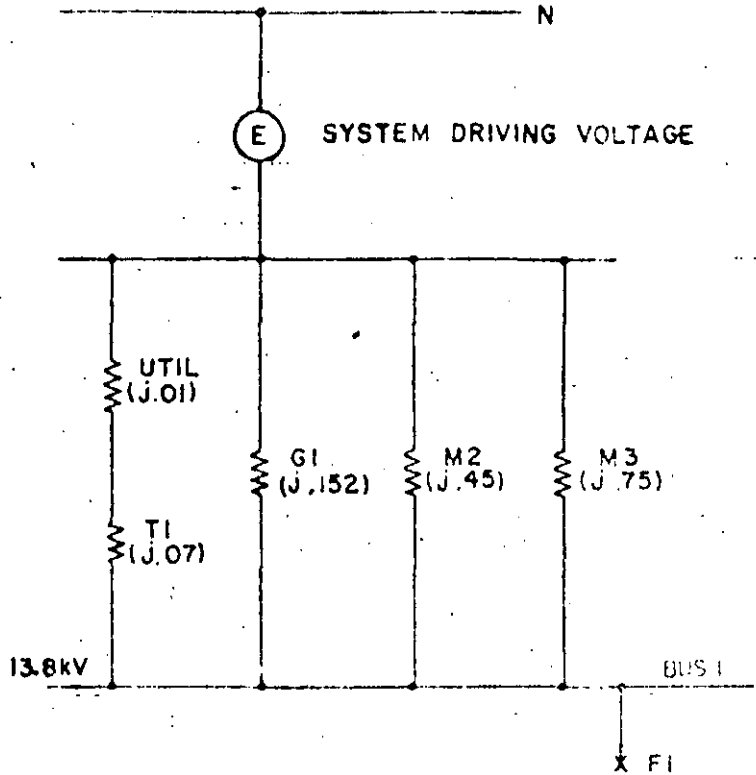 N
E
SYSTEM DRIVING VOLTAGE
UTIL
(j.01)
T1
(j.07)
G1
(j.152)
M2
(j.45)
M3
(j.75)
13.8kV
BUS 1
X F1